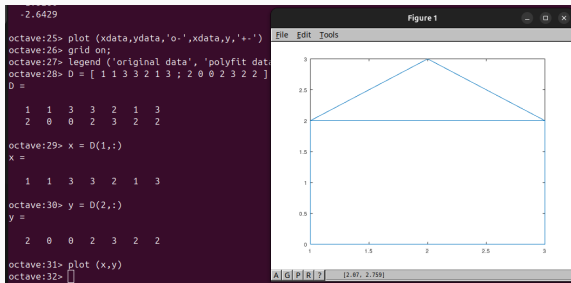 -2.6429
octave:25> plot (xdata,ydata,'o-',xdata,y,'+-')
octave:26> grid on;
octave:27> legend ('original data', 'polyfit dat
octave:28> D = [ 1 1 3 3 2 1 3 ; 2 0 0 2 3 2 2 ]
D =
1 1 3 3 2 1 3
2 0 0 2 3 2 2
octave:29> x = D(1,:)
x =
1 1 3 3 2 1 3
octave:30> y = D(2,:)
y =
2 0 0 2 3 2 2
octave:31> plot (x,y)
octave:32>
Figure 1
File Edit Tools
3
2.5
2
1.5
1
0.5
0
1 1.5 2 2.5 3
A G P R ? [2.07, 2.759]